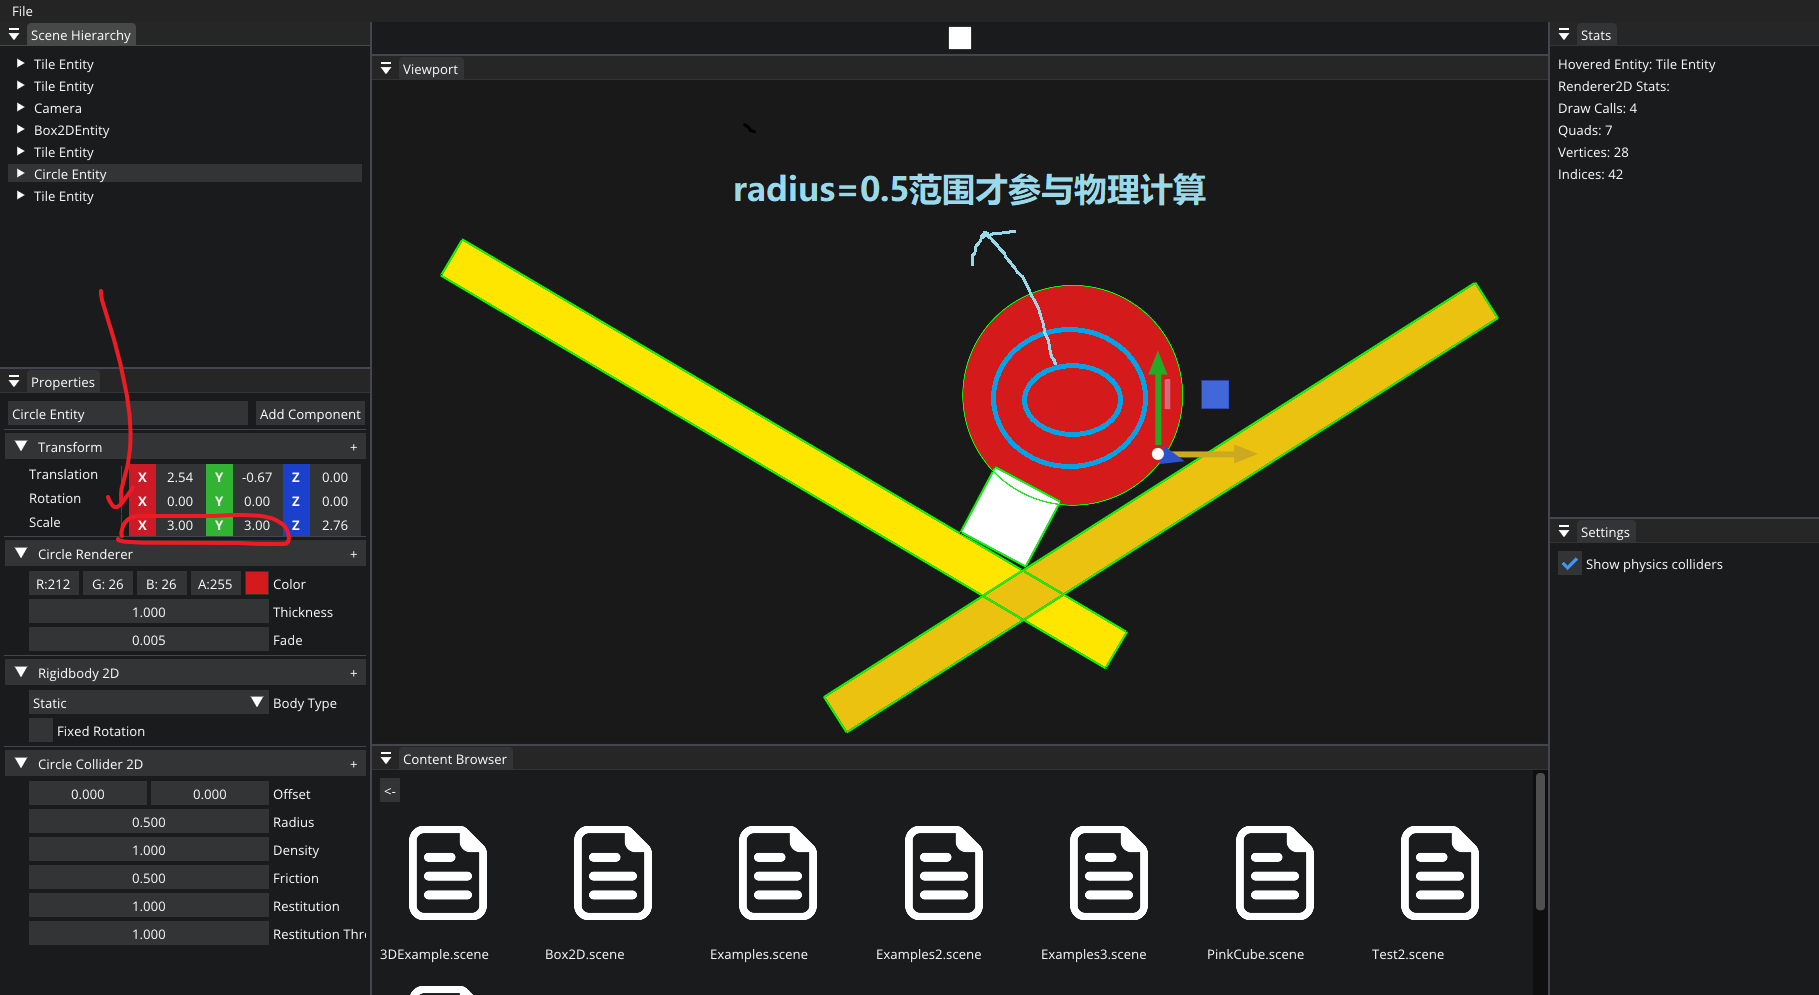 File
Scene Hierarchy
Tile Entity
Tile Entity
Camera
Box2DEntity
Tile Entity
Circle Entity
Tile Entity
Properties
Circle Entity Add Component
Transform +
Translation X 2.54 Y -0.67 Z 0.00
Rotation X 0.00 Y 0.00 Z 0.00
Scale X 3.00 Y 3.00 Z 2.76
Circle Renderer +
R:212 G: 26 B: 26 A:255 Color
1.000 Thickness
0.005 Fade
Rigidbody 2D +
Static Body Type
Fixed Rotation
Circle Collider 2D +
0.000 0.000 Offset
0.500 Radius
1.000 Density
0.500 Friction
1.000 Restitution
1.000 Restitution Thr
Viewport
radius=0.5范围才参与物理计算
Content Browser
<-
3DExample.scene
Box2D.scene
Examples.scene
Examples2.scene
Examples3.scene
PinkCube.scene
Test2.scene
Stats
Hovered Entity: Tile Entity
Renderer2D Stats:
Draw Calls: 4
Quads: 7
Vertices: 28
Indices: 42
Settings
Show physics colliders